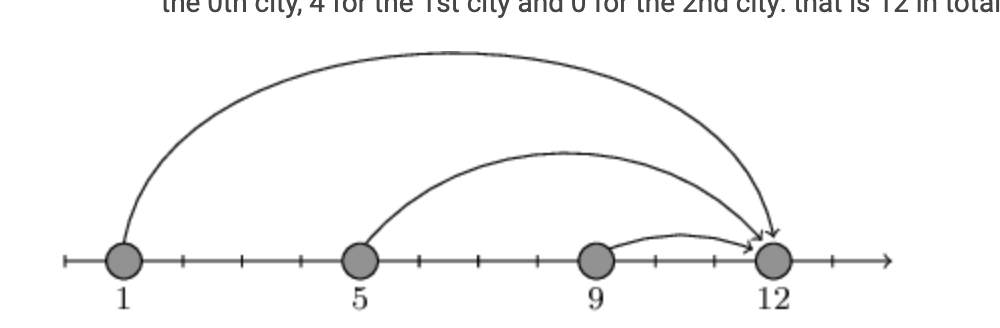 the 0th city, 4 for the 1st city and 0 for the 2nd city. that is 12 in total
1 5 9 12